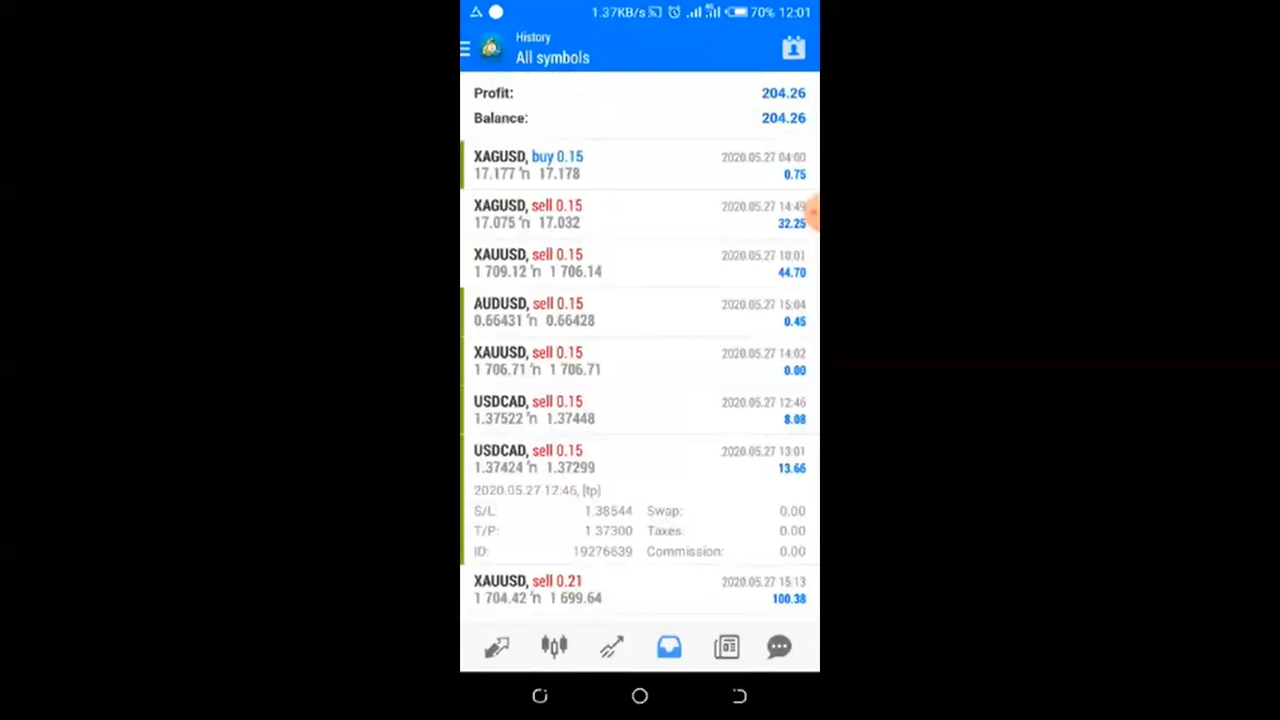 1.37KB/s 70% 12:01
History
All symbols
Profit: 204.26
Balance: 204.26
XAGUSD, buy 0.15 2020.05.27 04:00
17.177 'n 17.178 0.75
XAGUSD, sell 0.15 2020.05.27 14:49
17.075 'n 17.032 32.25
XAUUSD, sell 0.15 2020.05.27 10:01
1 709.12 'n 1 706.14 44.70
AUDUSD, sell 0.15 2020.05.27 15:04
0.66431 'n 0.66428 0.45
XAUUSD, sell 0.15 2020.05.27 14:02
1 706.71 'n 1 706.71 0.00
USDCAD, sell 0.15 2020.05.27 12:46
1.37522 'n 1.37448 8.08
USDCAD, sell 0.15 2020.05.27 13:01
1.37424 'n 1.37299 13.66
2020.05.27 12:46, [tp]
S/L: 1.38544 Swap: 0.00
T/P: 1.37300 Taxes: 0.00
ID: 19276639 Commission: 0.00
XAUUSD, sell 0.21 2020.05.27 15:13
1 704.42 'n 1 699.64 100.38